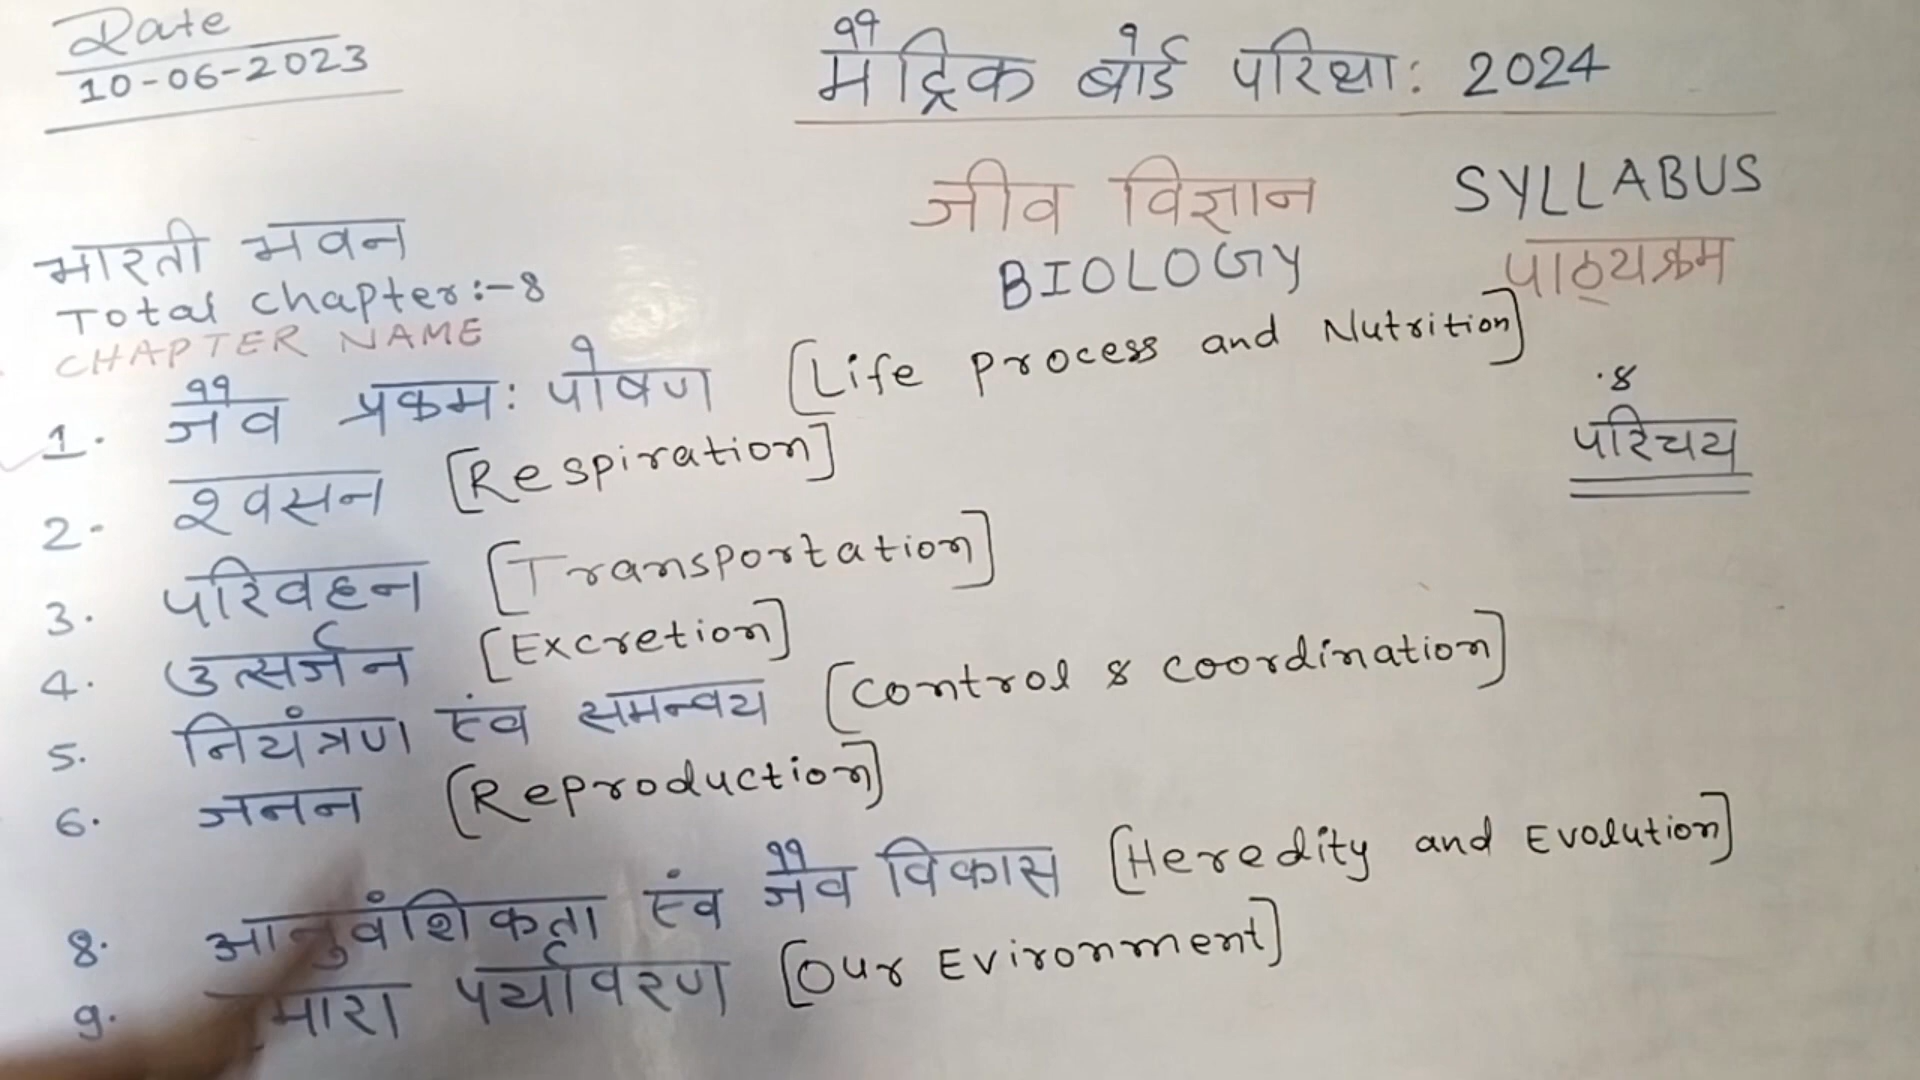 Date
10-06-2023
मैट्रिक बोर्ड परिक्षा: 2024
जीव विज्ञान SYLLABUS
BIOLOGY पाठ्यक्रम
भारती भवन
Total Chapter:-8
CHAPTER NAME
1. जैव प्रक्रम: पोषण [Life Process and Nutrition]
2. श्वसन [Respiration]
.8
परिचय
3. परिवहन [Transportation]
4. उत्सर्जन [Excretion]
5. नियंत्रण एंव समन्वय [Control & Coordination]
6. जनन [Reproduction]
8. आनुवंशिकता एंव जैव विकास [Heredity and Evolution]
9. पर्यावरण [Our Evironment]